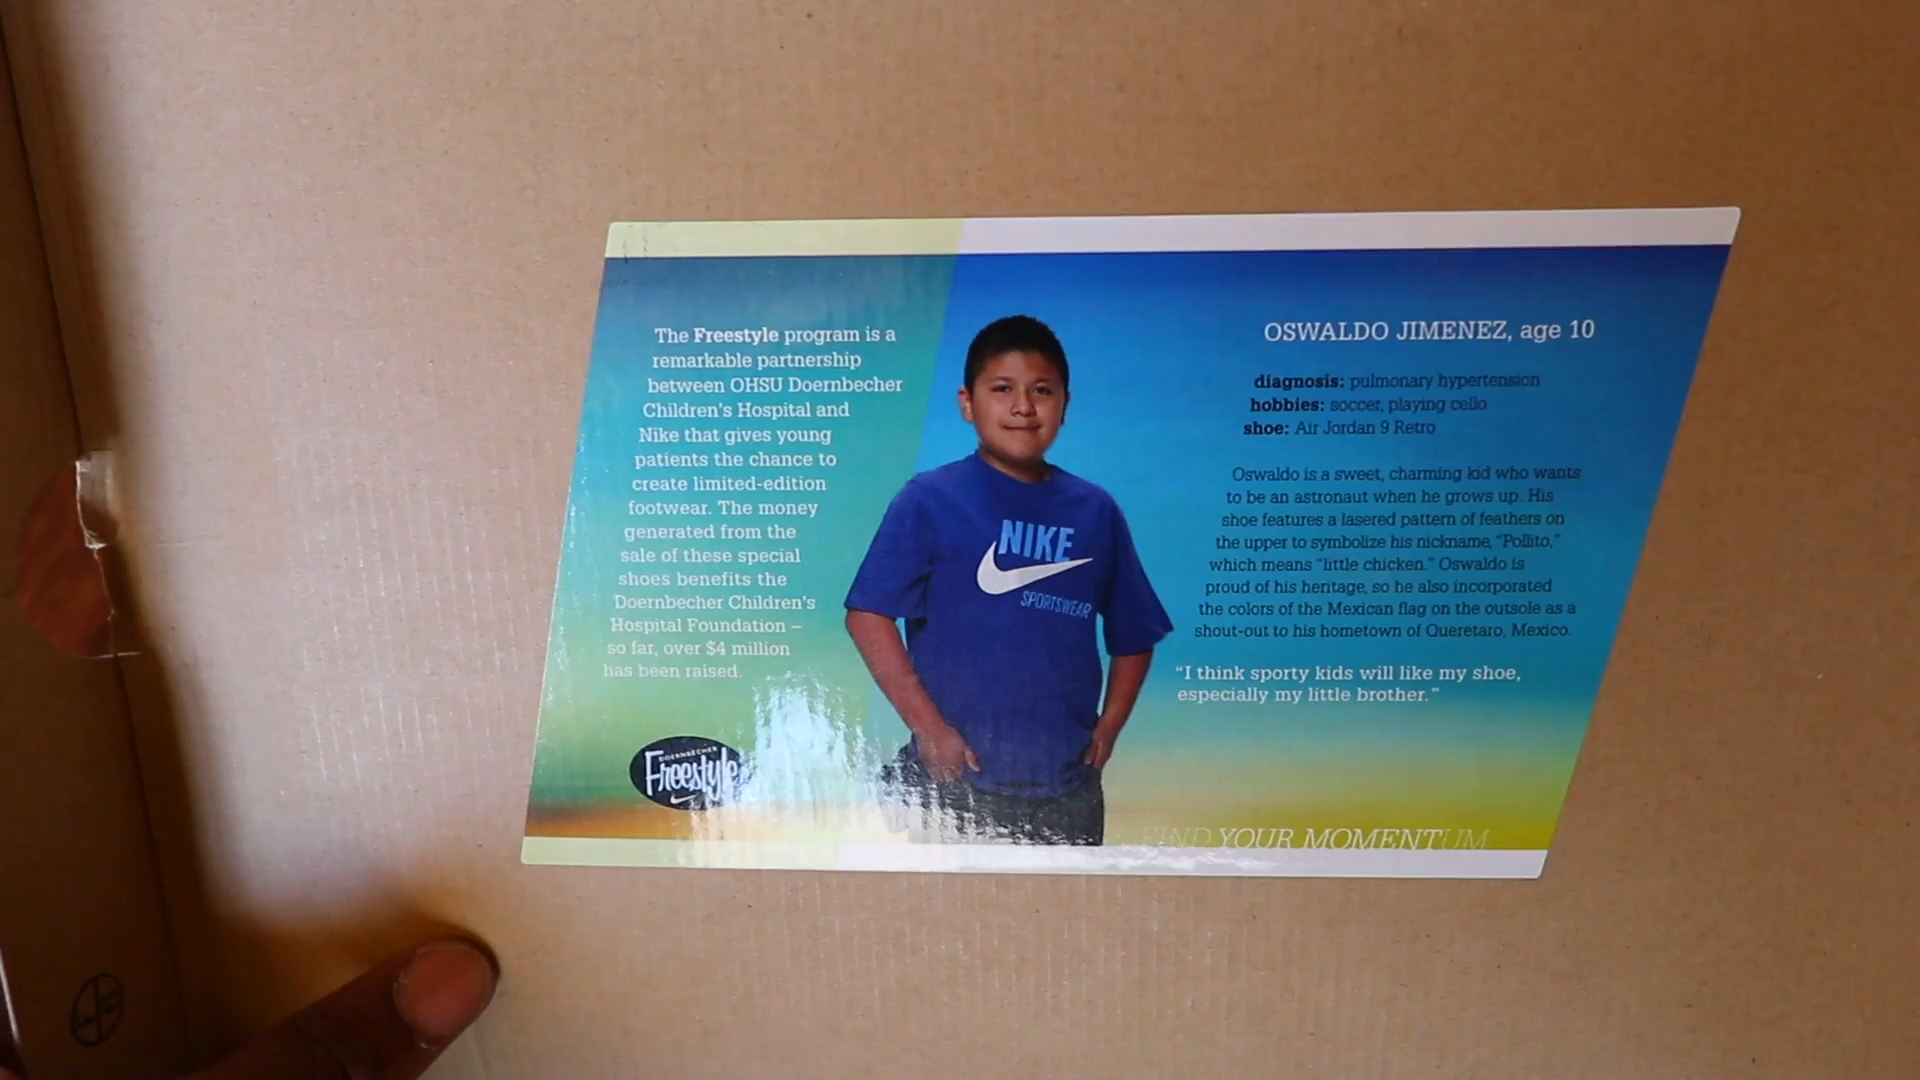 The Freestyle program is a
remarkable partnership
between OHSU Doernbecher
Children's Hospital and
Nike that gives young
patients the chance to
create limited-edition
footwear. The money
generated from the
sale of these special
shoes benefits the
Doernbecher Children's
Hospital Foundation –
so far, over $4 million
has been raised.
DOERNBECHER
Freestyle
NIKE
SPORTSWEAR
OSWALDO JIMENEZ, age 10
diagnosis: pulmonary hypertension
hobbies: soccer, playing cello
shoe: Air Jordan 9 Retro
Oswaldo is a sweet, charming kid who wants
to be an astronaut when he grows up. His
shoe features a lasered pattern of feathers on
the upper to symbolize his nickname, "Pollito,"
which means "little chicken." Oswaldo is
proud of his heritage, so he also incorporated
the colors of the Mexican flag on the outsole as a
shout-out to his hometown of Queretaro, Mexico.
"I think sporty kids will like my shoe,
especially my little brother."
FIND YOUR MOMENTUM